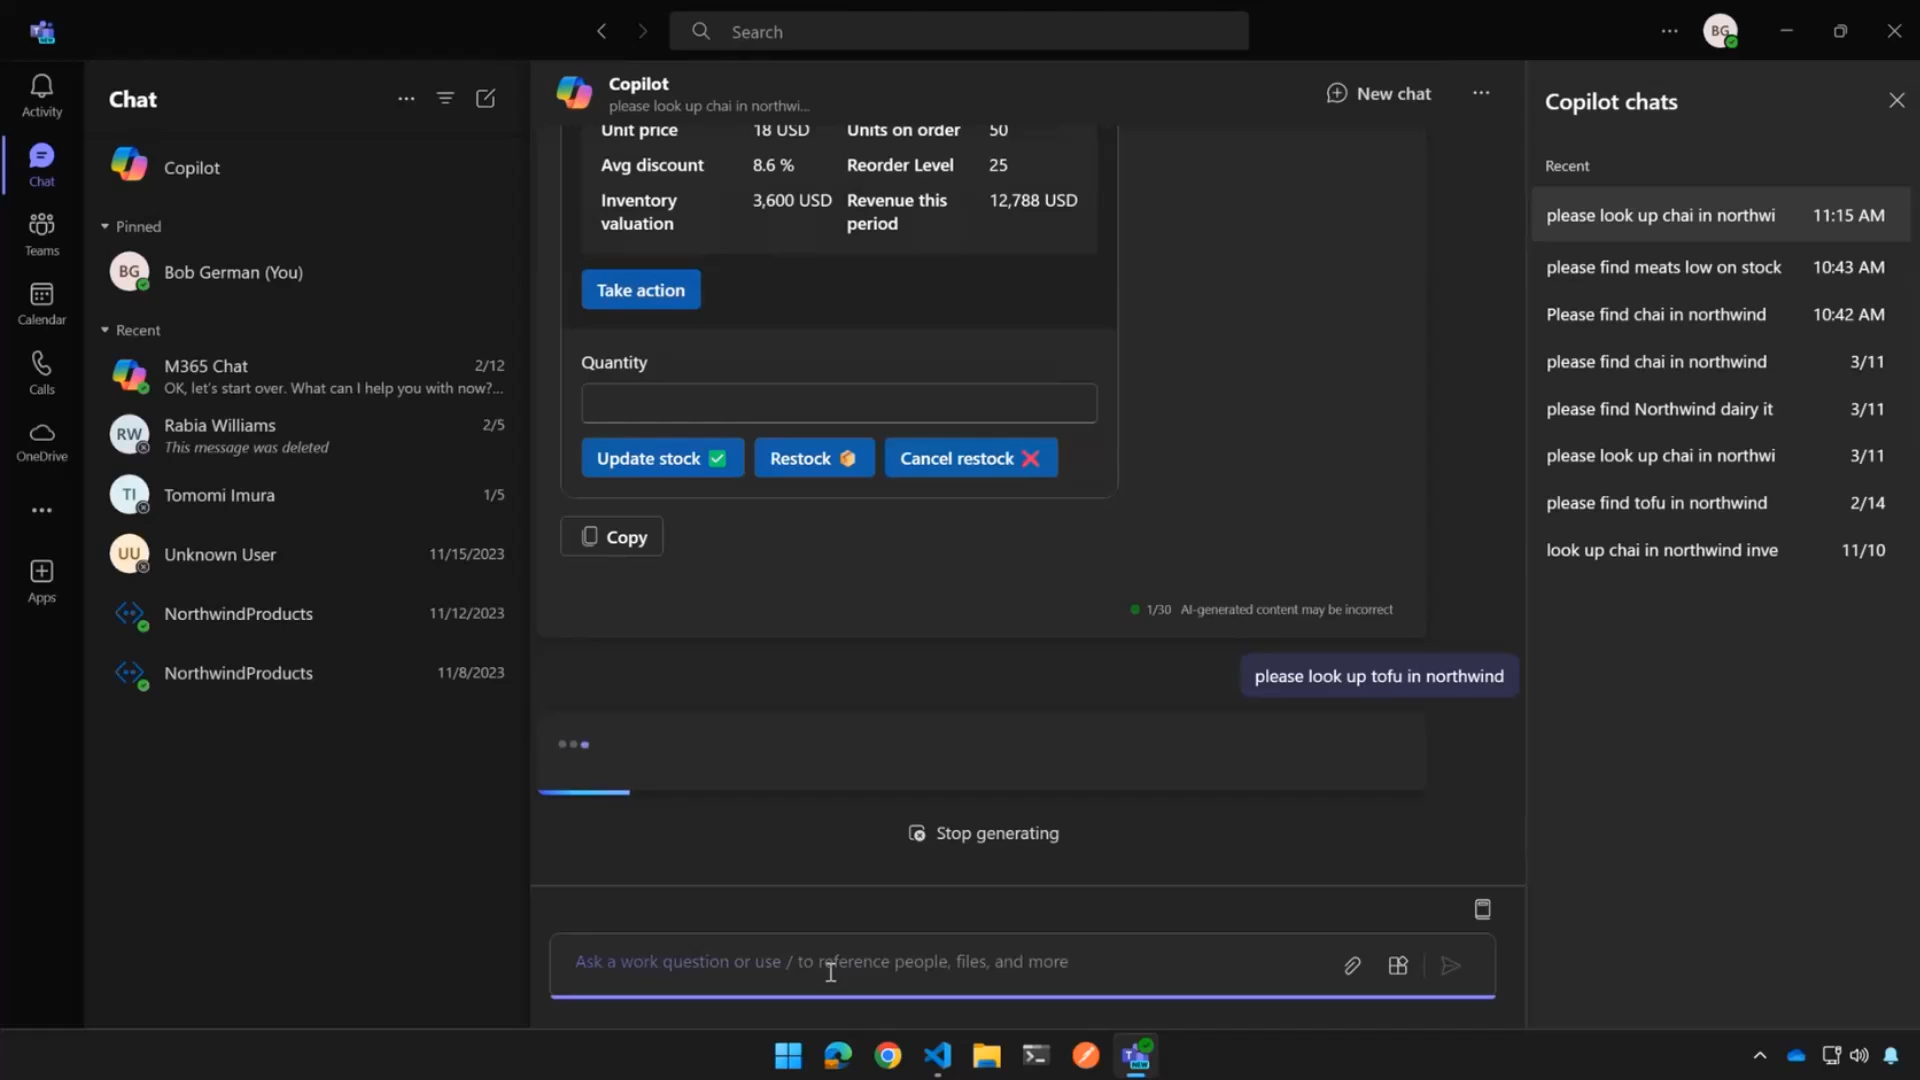 Search
BG
Activity
Chat
Teams
Calendar
Calls
OneDrive
Apps
Chat
Copilot
Pinned
BG
Bob German (You)
Recent
M365 Chat 2/12
OK, let's start over. What can I help you with now?...
RW
Rabia Williams 2/5
This message was deleted
TI
Tomomi Imura 1/5
UU
Unknown User 11/15/2023
NorthwindProducts 11/12/2023
NorthwindProducts 11/8/2023
Copilot
please look up chai in northwi...
New chat
Unit price 18 USD Units on order 50
Avg discount 8.6 % Reorder Level 25
Inventory valuation 3,600 USD Revenue this period 12,788 USD
Take action
Quantity
Update stock ✅ Restock 📦 Cancel restock ❌
Copy
1/30 AI-generated content may be incorrect
please look up tofu in northwind
Stop generating
Ask a work question or use / to reference people, files, and more
Copilot chats
Recent
please look up chai in northwi 11:15 AM
please find meats low on stock 10:43 AM
Please find chai in northwind 10:42 AM
please find chai in northwind 3/11
please find Northwind dairy it 3/11
please look up chai in northwi 3/11
please find tofu in northwind 2/14
look up chai in northwind inve 11/10
NEW